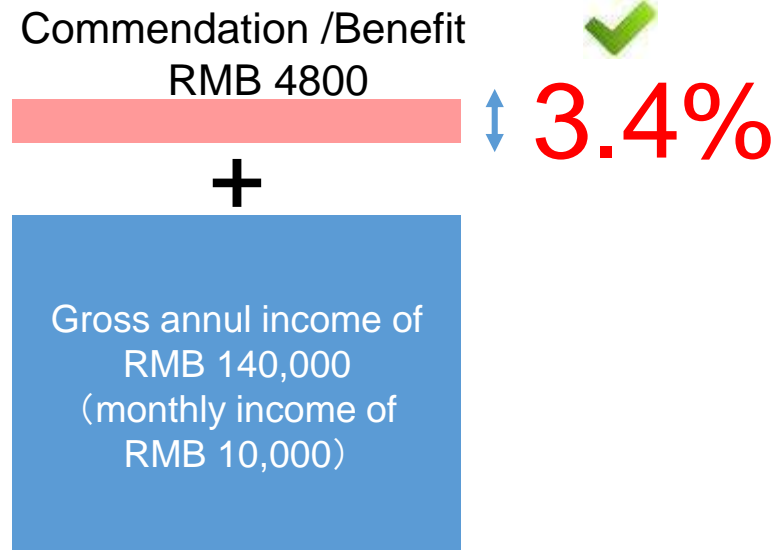 Commendation /Benefit
RMB 4800
3.4%
+
Gross annul income of
RMB 140,000
（monthly income of
RMB 10,000）